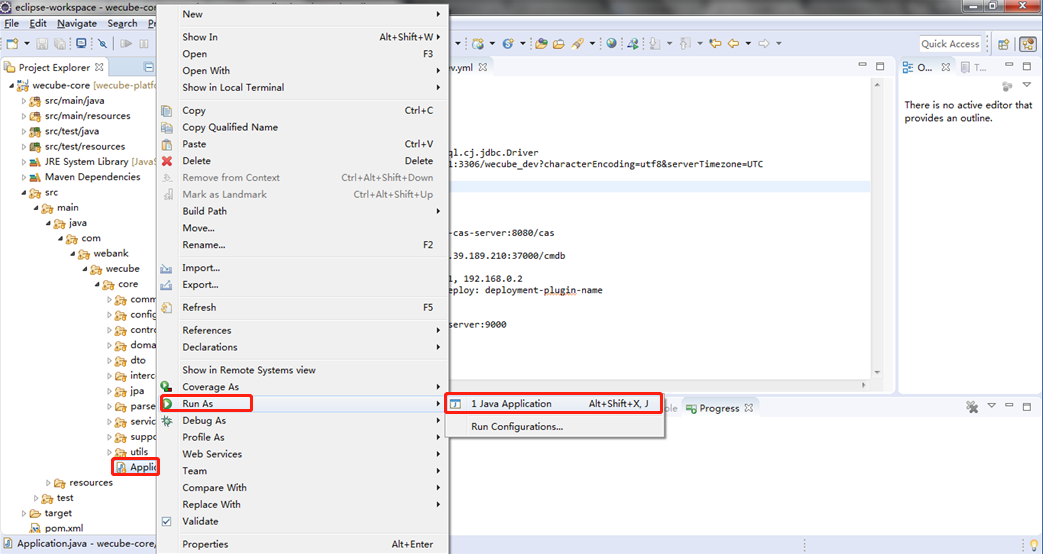 eclipse-workspace - wecube-c
File Edit Navigate Search
Quick Access
Project Explorer
wecube-core [wecube-platf
src/main/java
src/main/resources
src/test/java
src/test/resources
JRE System Library [JavaS
Maven Dependencies
src
main
java
com
webank
wecube
core
comm
config
contro
doma
dto
interc
jpa
parse
servic
suppo
utils
Applic
resources
test
target
pom.xml
Application.java - wecube-core/
New
Show In Alt+Shift+W
Open F3
Open With
Show in Local Terminal
Copy Ctrl+C
Copy Qualified Name
Paste Ctrl+V
Delete Delete
Remove from Context Ctrl+Alt+Shift+Down
Mark as Landmark Ctrl+Alt+Shift+Up
Build Path
Move...
Rename... F2
Import...
Export...
Refresh F5
References
Declarations
Show in Remote Systems view
Coverage As
Run As
Debug As
Profile As
Web Services
Team
Compare With
Replace With
Validate
Properties Alt+Enter
1 Java Application Alt+Shift+X, J
Run Configurations...
ev.yml
ql.cj.jdbc.Driver
1:3306/wecube_dev?characterEncoding=utf8&serverTimezone=UTC
-cas-server:8080/cas
.39.189.210:37000/cmdb
1, 192.168.0.2
eploy: deployment-plugin-name
server:9000
ole
Progress
O...
T...
There is no active editor that
provides an outline.